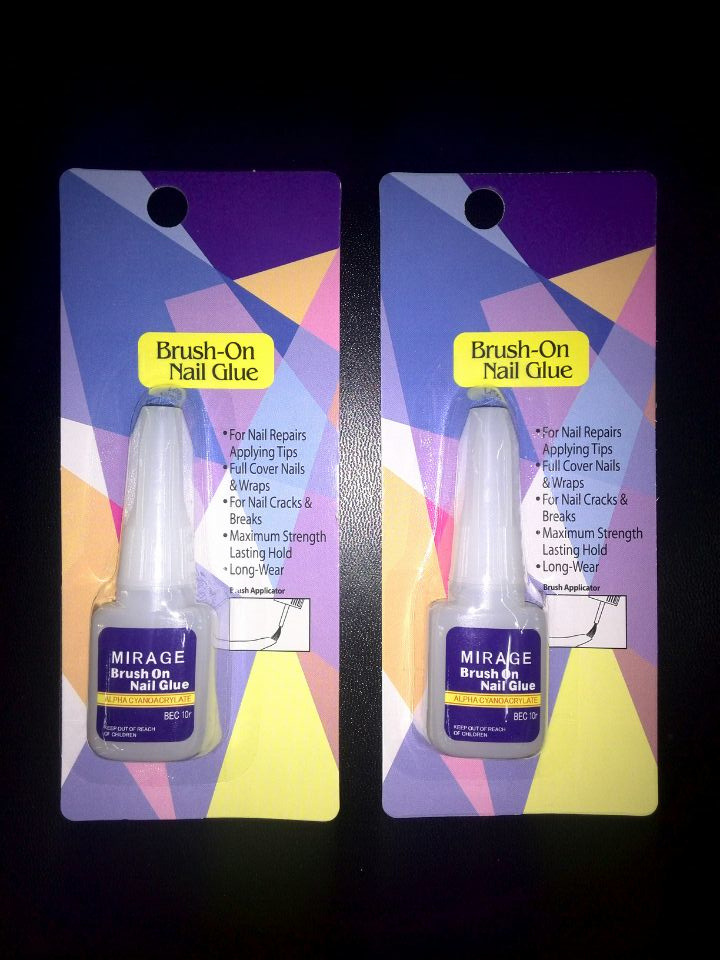 Brush-On
Nail Glue
• For Nail Repairs
Applying Tips
• Full Cover Nails
& Wraps
• For Nail Cracks &
Breaks
• Maximum Strength
Lasting Hold
• Long-Wear
Brush Applicator
MIRAGE
Brush On
Nail Glue
ALPHA CYANOACRYLATE
BEC 10г
KEEP OUT OF REACH
OF CHILDREN
Brush-On
Nail Glue
• For Nail Repairs
Applying Tips
• Full Cover Nails
& Wraps
• For Nail Cracks &
Breaks
• Maximum Strength
Lasting Hold
• Long-Wear
Brush Applicator
MIRAGE
Brush On
Nail Glue
ALPHA CYANOACRYLATE
BEC 10г
KEEP OUT OF REACH
OF CHILDREN